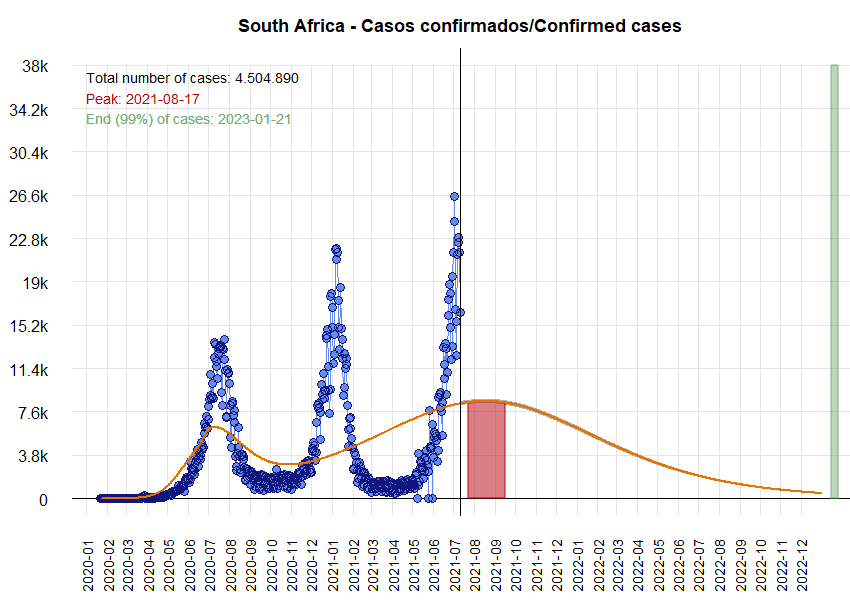 South Africa - Casos confirmados/Confirmed cases
38k
Total number of cases: 4.504.890
Peak: 2021-08-17
End (99%) of cases: 2023-01-21
34.2k
30.4k
26.6k
22.8k
19k
15.2k
11.4k
7.6k
3.8k
0
2020-01
2020-02
2020-03
2020-04
2020-05
2020-06
2020-07
2020-08
2020-09
2020-10
2020-11
2020-12
2021-01
2021-02
2021-03
2021-04
2021-05
2021-06
2021-07
2021-08
2021-09
2021-10
2021-11
2021-12
2022-01
2022-02
2022-03
2022-04
2022-05
2022-06
2022-07
2022-08
2022-09
2022-10
2022-11
2022-12